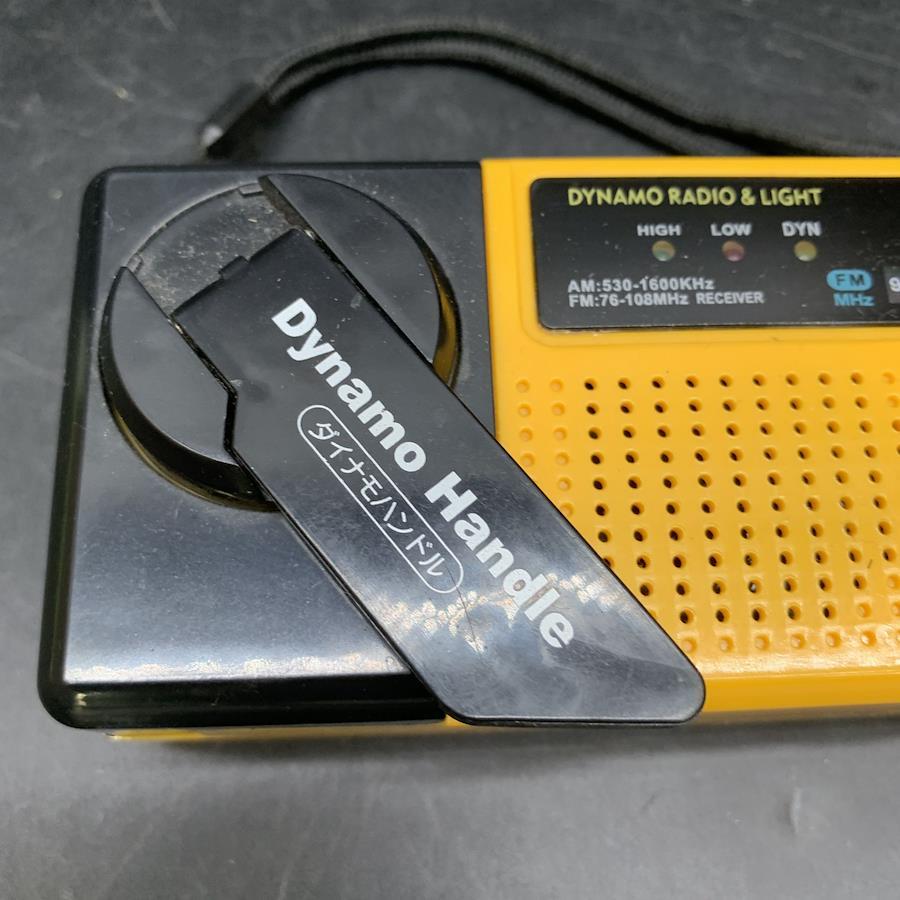 DYNAMO RADIO & LIGHT
HIGH LOW DYN
AM:530-1600KHz
FM:76-108MHz RECEIVER
FM
MHz
9
Dynamo Handle
ダイナモハンドル